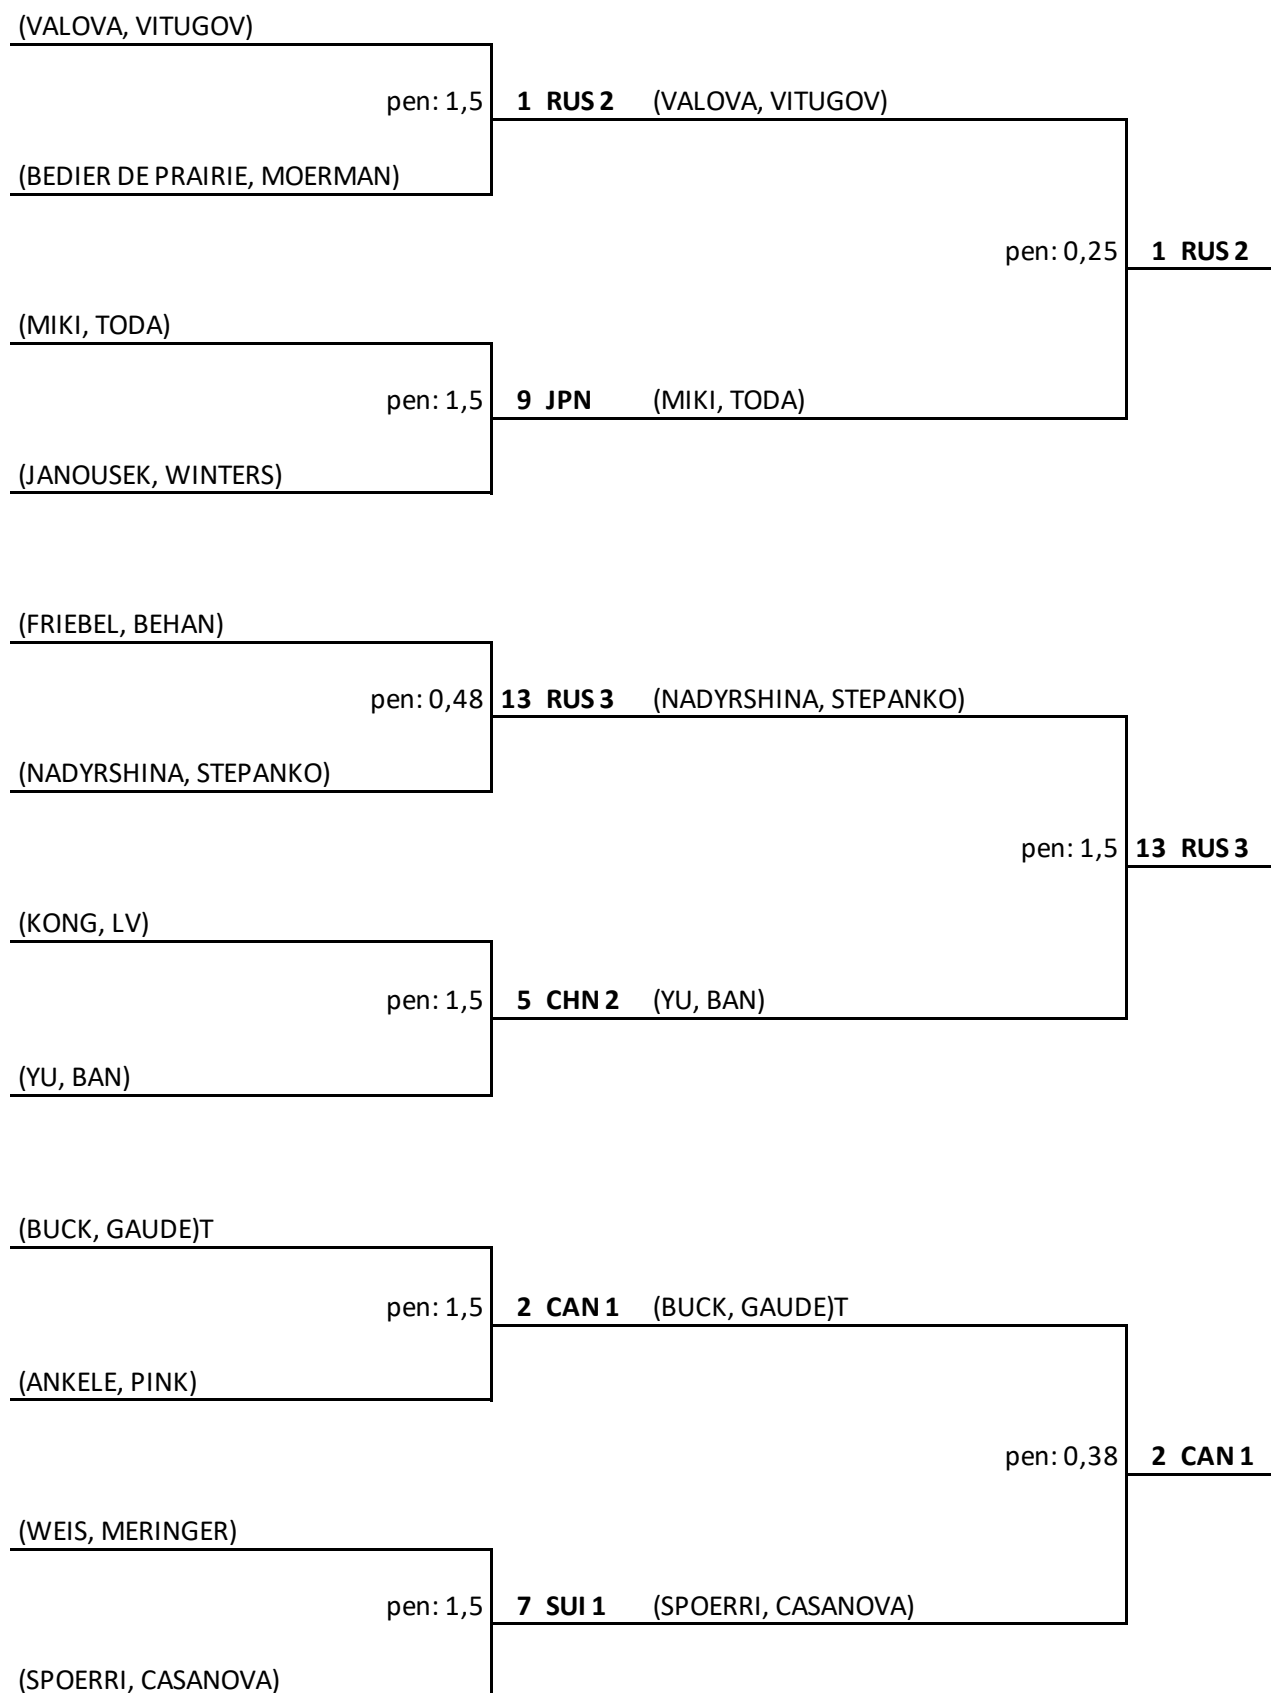 (VALOVA, VITUGOV)
pen: 1,5 1 RUS 2 (VALOVA, VITUGOV)
(BEDIER DE PRAIRIE, MOERMAN)
pen: 0,25 1 RUS 2
(MIKI, TODA)
pen: 1,5 9 JPN (MIKI, TODA)
(JANOUSEK, WINTERS)
(FRIEBEL, BEHAN)
pen: 0,48 13 RUS 3 (NADYRSHINA, STEPANKO)
(NADYRSHINA, STEPANKO)
pen: 1,5 13 RUS 3
(KONG, LV)
pen: 1,5 5 CHN 2 (YU, BAN)
(YU, BAN)
(BUCK, GAUDE)T
pen: 1,5 2 CAN 1 (BUCK, GAUDE)T
(ANKELE, PINK)
pen: 0,38 2 CAN 1
(WEIS, MERINGER)
pen: 1,5 7 SUI 1 (SPOERRI, CASANOVA)
(SPOERRI, CASANOVA)